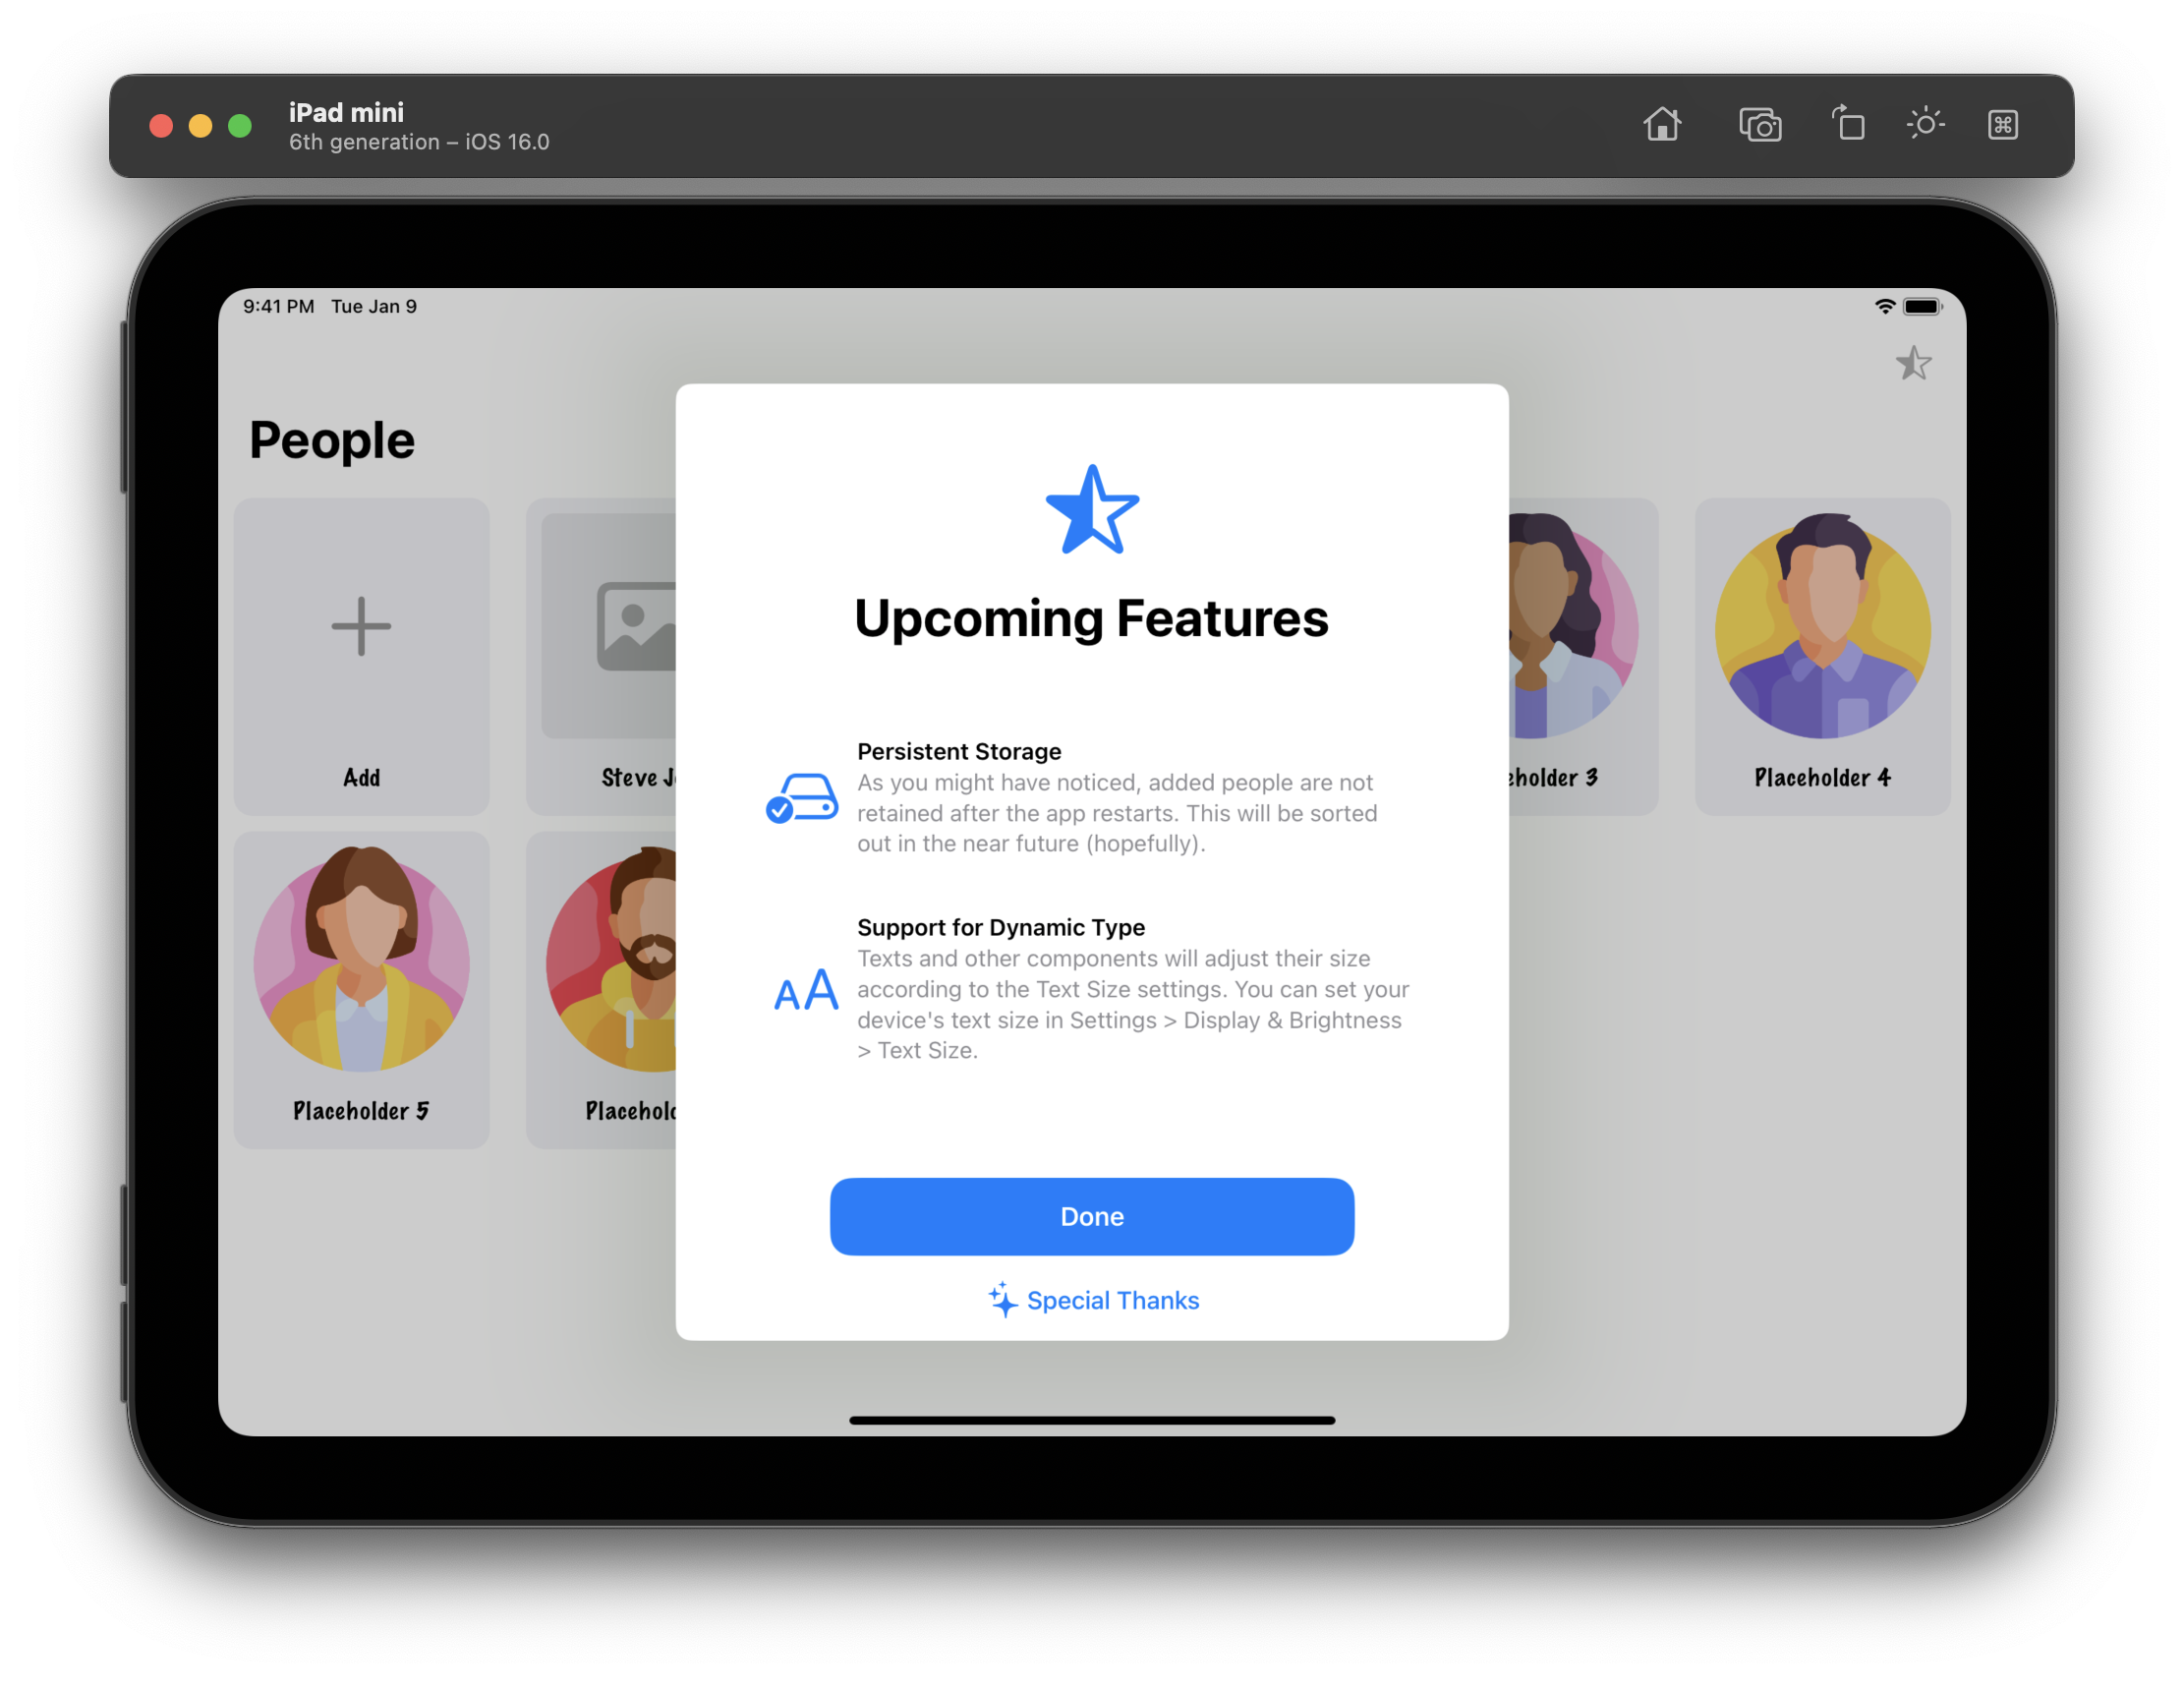 iPad mini
6th generation – iOS 16.0
9:41 PM Tue Jan 9
People
Upcoming Features
Persistent Storage
As you might have noticed, added people are not
retained after the app restarts. This will be sorted
out in the near future (hopefully).
Support for Dynamic Type
Texts and other components will adjust their size
according to the Text Size settings. You can set your
device's text size in Settings > Display & Brightness
> Text Size.
Done
Special Thanks
Add
Steve
3
Placeholder 4
Placeholder 5